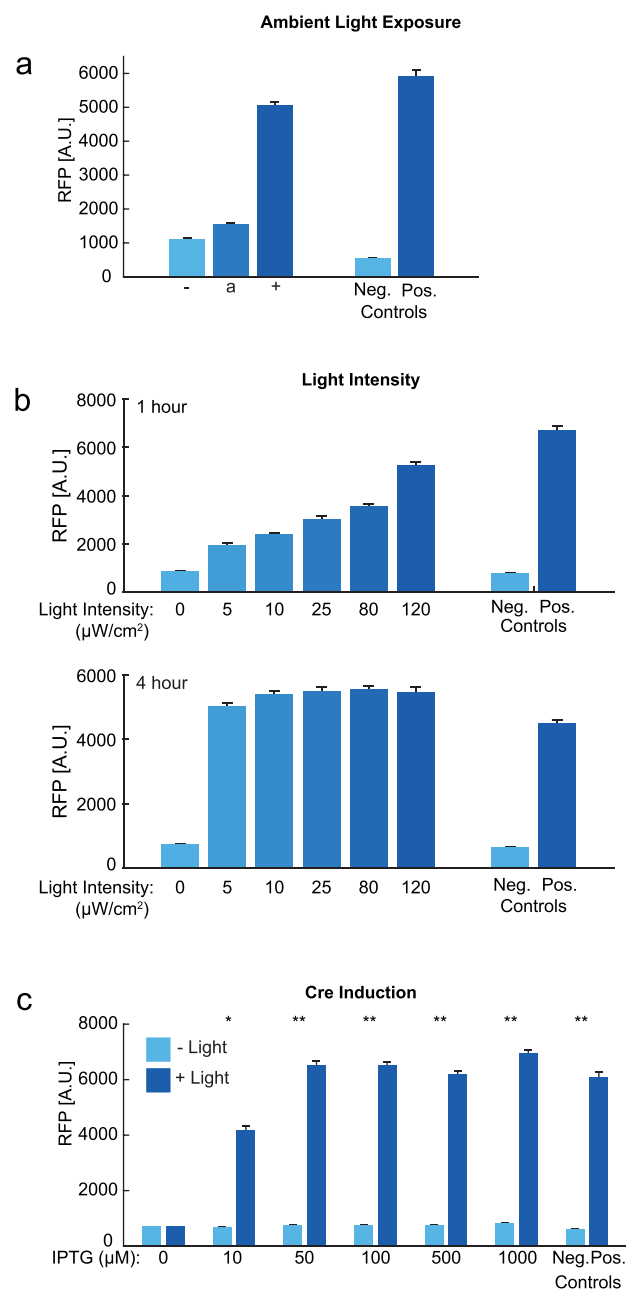 Ambient Light Exposure
a
RFP [A.U.]
6000
5000
4000
3000
2000
1000
0
- a + Neg. Pos.
Controls
Light Intensity
b
1 hour
RFP [A.U.]
8000
6000
4000
2000
0
Light Intensity: 0 5 10 25 80 120 Neg. Pos.
(µW/cm²) Controls
4 hour
RFP [A.U.]
6000
4000
2000
0
Light Intensity: 0 5 10 25 80 120 Neg. Pos.
(µW/cm²) Controls
c
Cre Induction
* ** ** ** ** **
- Light
+ Light
RFP [A.U.]
8000
6000
4000
2000
0
IPTG (µM): 0 10 50 100 500 1000 Neg.Pos.
Controls